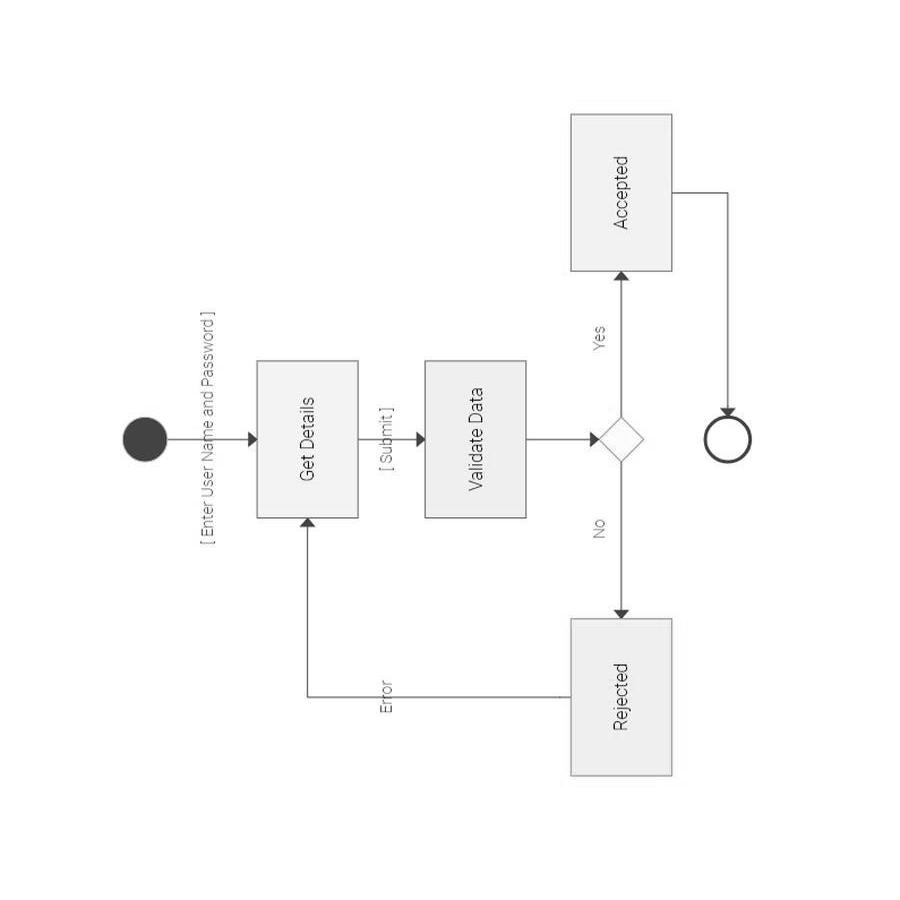 [ Enter User Name and Password ]
Get Details
[ Submit ]
Validate Data
Yes
No
Accepted
Rejected
Error